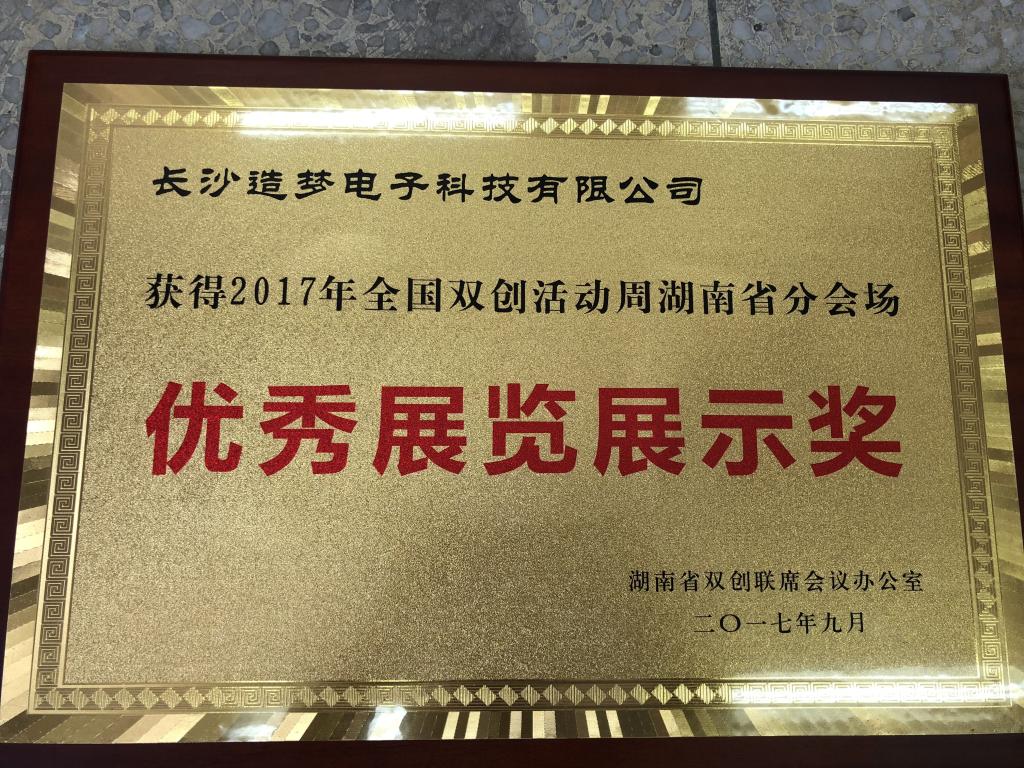 长沙造梦电子科技有限公司
获得2017年全国双创活动周湖南省分会场
优秀展览展示奖
湖南省双创联席会议办公室
二〇一七年九月